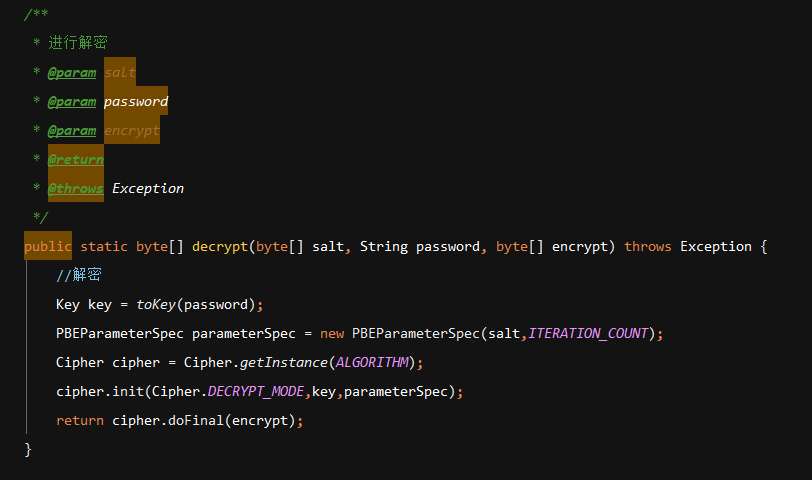 /**
 * 进行解密
 * @param salt
 * @param password
 * @param encrypt
 * @return
 * @throws Exception
 */
public static byte[] decrypt(byte[] salt, String password, byte[] encrypt) throws Exception {
    //解密
    Key key = toKey(password);
    PBEParameterSpec parameterSpec = new PBEParameterSpec(salt,ITERATION_COUNT);
    Cipher cipher = Cipher.getInstance(ALGORITHM);
    cipher.init(Cipher.DECRYPT_MODE,key,parameterSpec);
    return cipher.doFinal(encrypt);
}